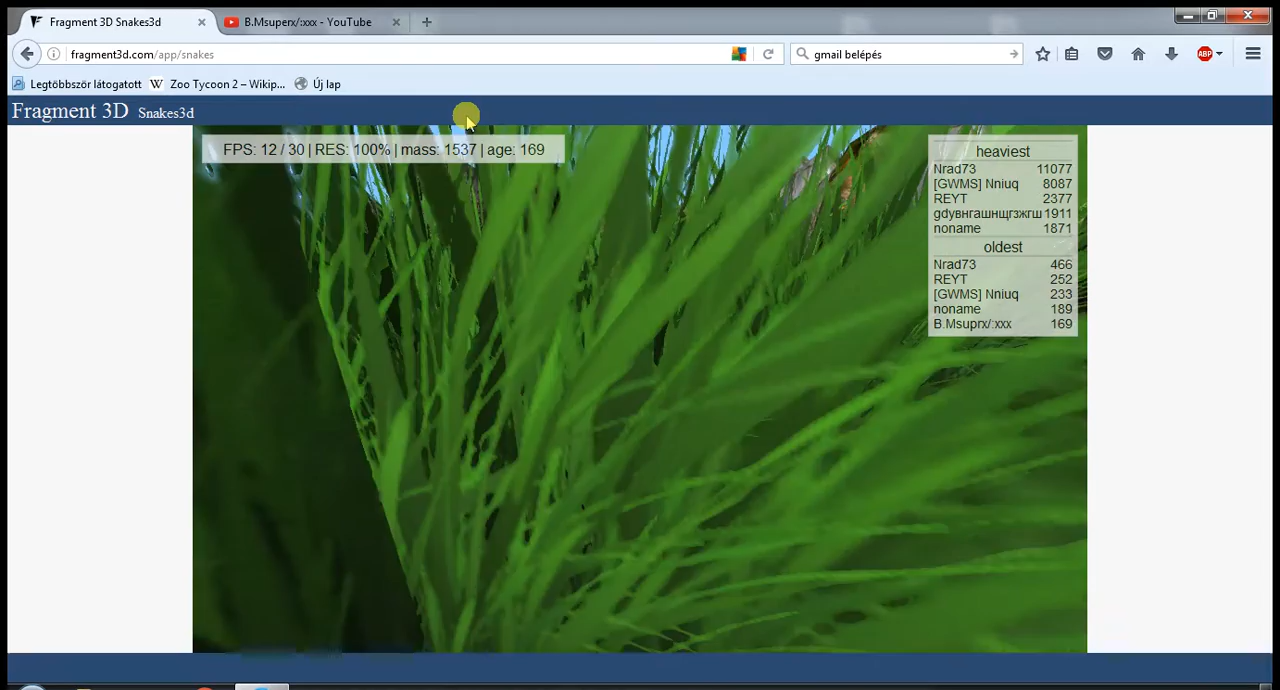 Fragment 3D Snakes3d
B.Msuperx/:xxx - YouTube
fragment3d.com/app/snakes
gmail belépés
ABP
Legtöbbször látogatott
W Zoo Tycoon 2 – Wikip...
Új lap
Fragment 3D Snakes3d
FPS: 12 / 30 | RES: 100% | mass: 1537 | age: 169
heaviest
Nrad73 11077
[GWMS] Nniuq 8087
REYT 2377
gdyвнгашнщгзжгш 1911
noname 1871
oldest
Nrad73 466
REYT 252
[GWMS] Nniuq 233
noname 189
B.Msuprx/:xxx 169